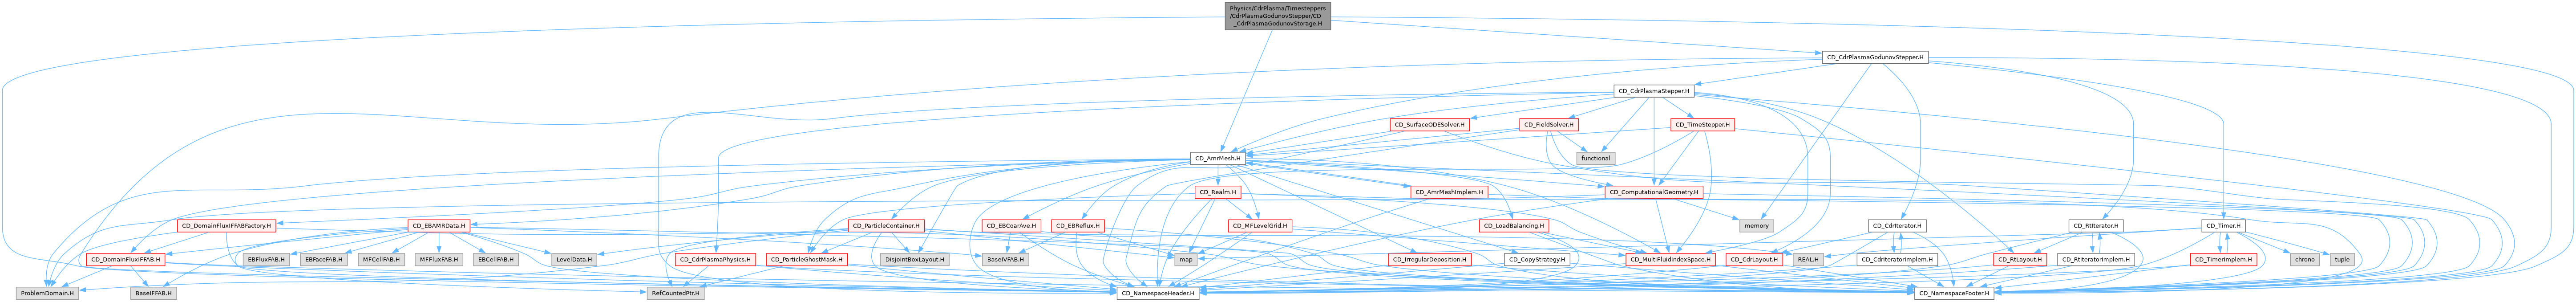 Physics/CdrPlasma/Timesteppers
/CdrPlasmaGodunovStepper/CD
_CdrPlasmaGodunovStorage.H
CD_CdrPlasmaGodunovStepper.H
CD_CdrPlasmaStepper.H
CD_SurfaceODESolver.H
CD_FieldSolver.H
CD_TimeStepper.H
CD_AmrMesh.H
functional
CD_Realm.H
CD_AmrMeshImplem.H
CD_ComputationalGeometry.H
CD_DomainFluxIFFABFactory.H
CD_EBAMRData.H
CD_ParticleContainer.H
CD_EBCoarAve.H
CD_EBReflux.H
CD_MFLevelGrid.H
CD_LoadBalancing.H
memory
CD_CdrIterator.H
CD_RtIterator.H
CD_Timer.H
CD_DomainFluxIFFAB.H
EBFluxFAB.H
EBFaceFAB.H
MFCellFAB.H
MFFluxFAB.H
EBCellFAB.H
LevelData.H
CD_CdrPlasmaPhysics.H
CD_ParticleGhostMask.H
DisjointBoxLayout.H
BaseIVFAB.H
map
CD_IrregularDeposition.H
CD_CopyStrategy.H
CD_MultiFluidIndexSpace.H
REAL.H
CD_CdrLayout.H
CD_CdrIteratorImplem.H
CD_RtLayout.H
CD_RtIteratorImplem.H
CD_TimerImplem.H
chrono
tuple
ProblemDomain.H
BaseIFFAB.H
RefCountedPtr.H
CD_NamespaceHeader.H
CD_NamespaceFooter.H